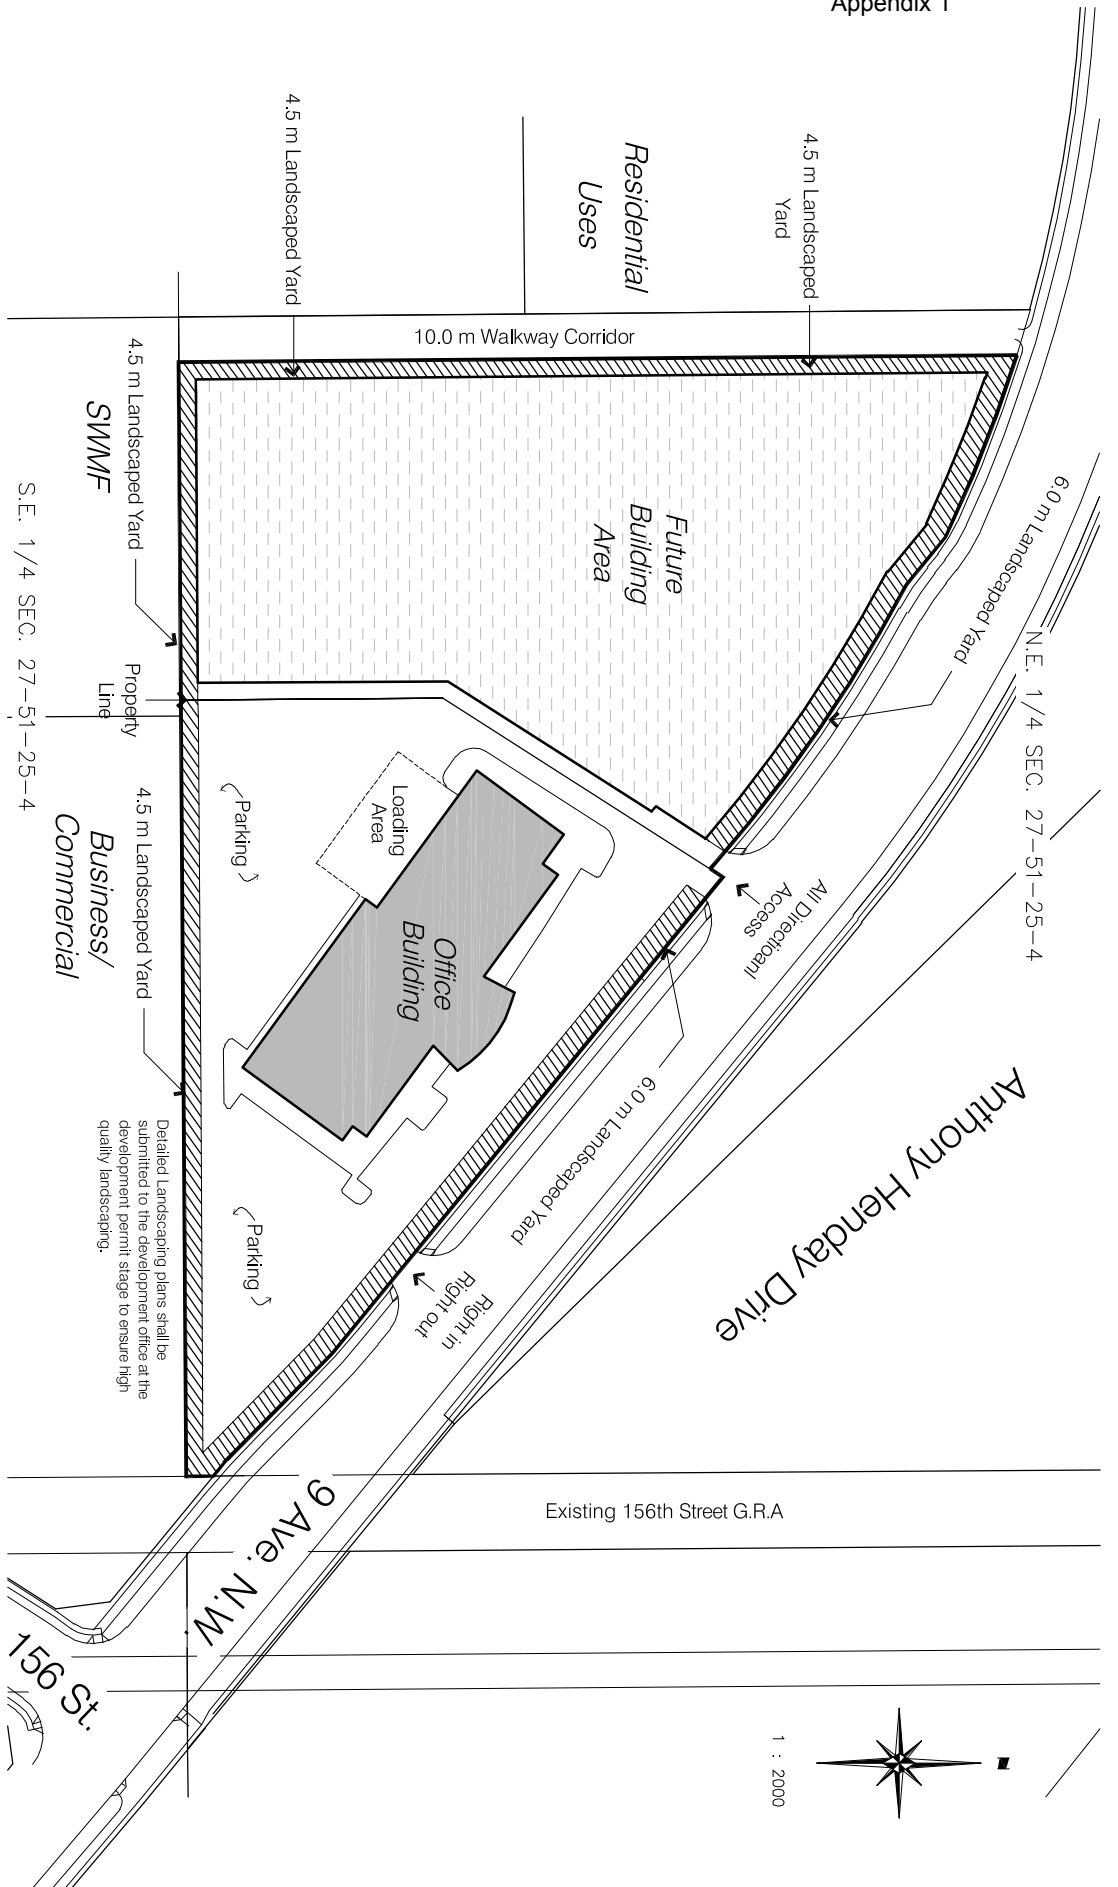 Appendix 1
4.5 m Landscaped Yard
Residential
Uses
4.5 m Landscaped
Yard
10.0 m Walkway Corridor
4.5 m Landscaped Yard
SWMF
S.E. 1/4 SEC. 27-51-25-4
Future
Building
Area
6.0 m Landscaped Yard
N.E. 1/4 SEC. 27-51-25-4
Property
Line
Parking
Loading
Area
Office
Building
All Directioanl
Access
Business/
Commercial
4.5 m Landscaped Yard
Anthony Henday Drive
6.0 m Landscaped Yard
Right in
Right out
Parking
Detailed Landscaping plans shall be
submitted to the development office at the
development permit stage to ensure high
quality landscaping.
Existing 156th Street G.R.A
9 Ave. N.W.
156 St.
N
1 : 2000